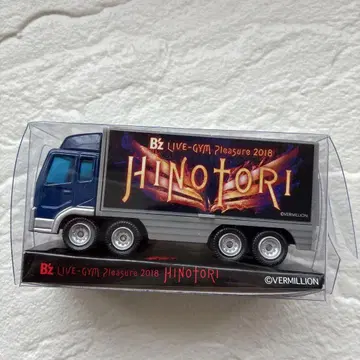 B'z LIVE-GYM Pleasure 2018
HINOTORI
©VERMILLION
B'z LIVE-GYM Pleasure 2018 HINOTORI
©VERMILLION